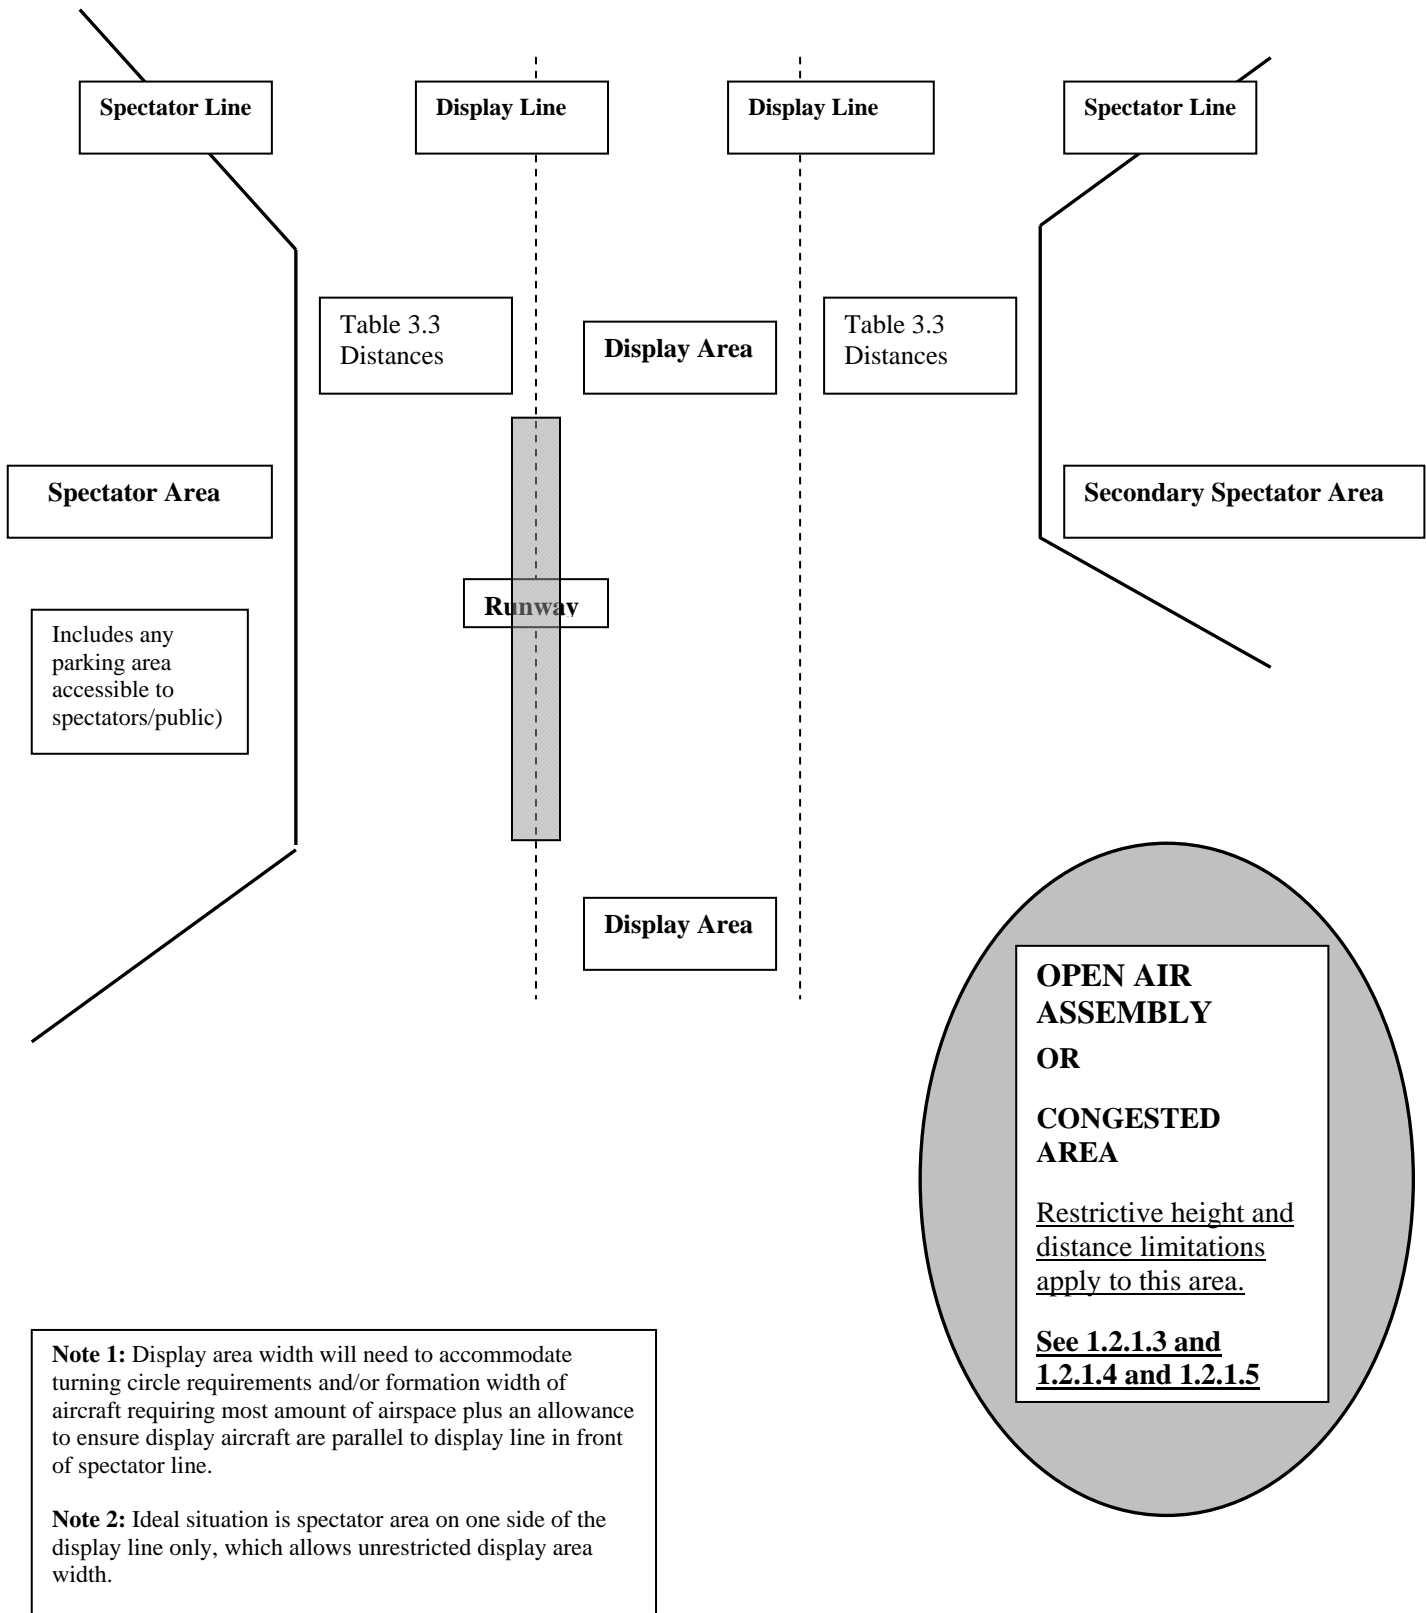 Spectator Line
Display Line
Display Line
Spectator Line
Table 3.3
Distances
Display Area
Table 3.3
Distances
Spectator Area
Secondary Spectator Area
Runway
Includes any
parking area
accessible to
spectators/public)
Display Area
OPEN AIR
ASSEMBLY
OR
CONGESTED
AREA
Restrictive height and
distance limitations
apply to this area.
See 1.2.1.3 and
1.2.1.4 and 1.2.1.5
Note 1: Display area width will need to accommodate
turning circle requirements and/or formation width of
aircraft requiring most amount of airspace plus an allowance
to ensure display aircraft are parallel to display line in front
of spectator line.
Note 2: Ideal situation is spectator area on one side of the
display line only, which allows unrestricted display area
width.